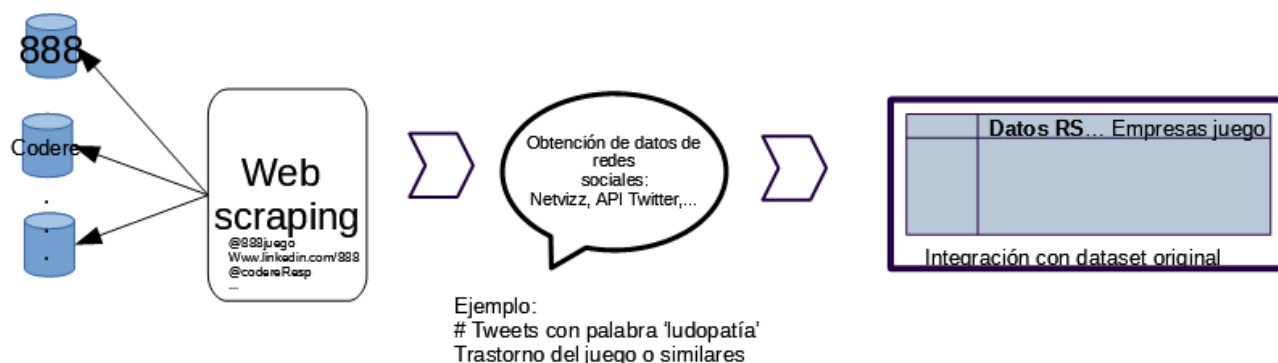 888
Codere
.
.
.
Web
scraping
@888juego
Www.linkedin.com/888
@codereResp
...
Obtención de datos de
redes
sociales:
Netvizz, API Twitter,...
Ejemplo:
# Tweets con palabra ‘ludopatía’
Trastorno del juego o similares
Datos RS... Empresas juego
Integración con dataset original